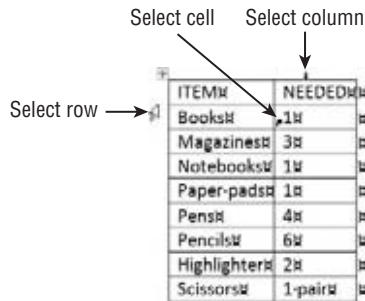 Select cell Select column
Select row
ITEM¤ NEEDED¤¤
Books¤ 1¤ ¤
Magazines¤ 3¤ ¤
Notebooks¤ 1¤ ¤
Paper·pads¤ 1¤ ¤
Pens¤ 4¤ ¤
Pencils¤ 6¤ ¤
Highlighter¤ 2¤ ¤
Scissors¤ 1·pair¤ ¤